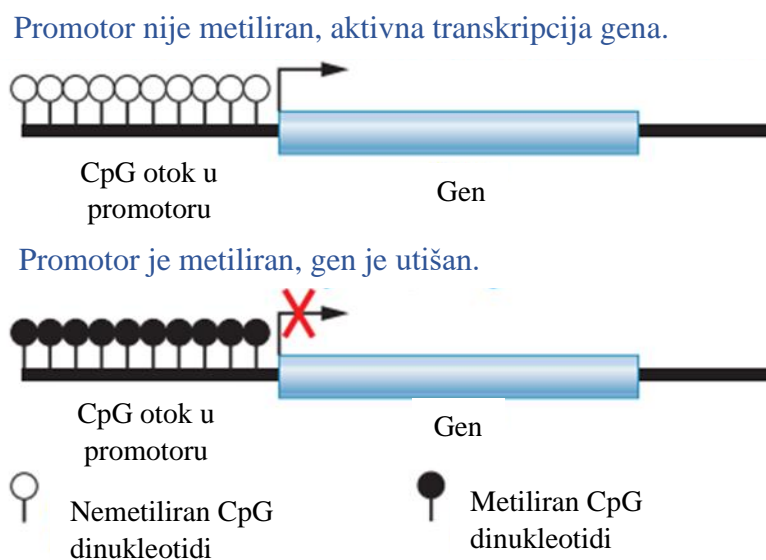 Promotor nije metiliran, aktivna transkripcija gena.
CpG otok u
promotoru
Gen
Promotor je metiliran, gen je utišan.
CpG otok u
promotoru
Gen
Nemetiliran CpG
dinukleotidi
Metiliran CpG
dinukleotidi